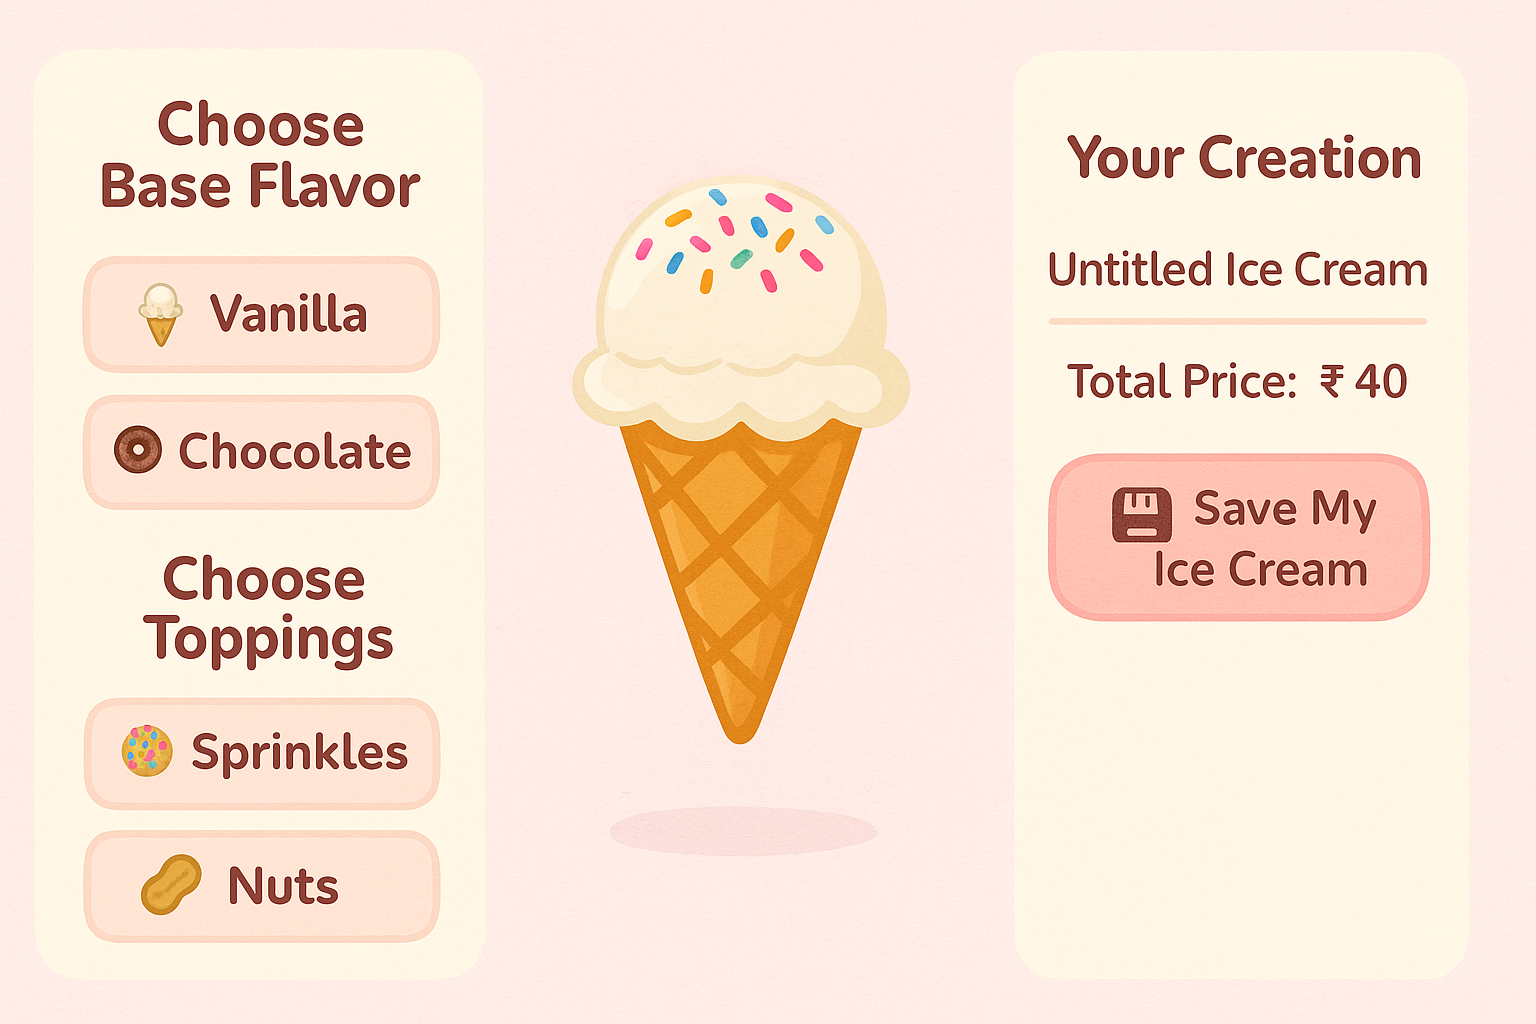 Choose
Base Flavor
Vanilla
Chocolate
Choose
Toppings
Sprinkles
Nuts
Your Creation
Untitled Ice Cream
Total Price: ₹ 40
Save My
Ice Cream